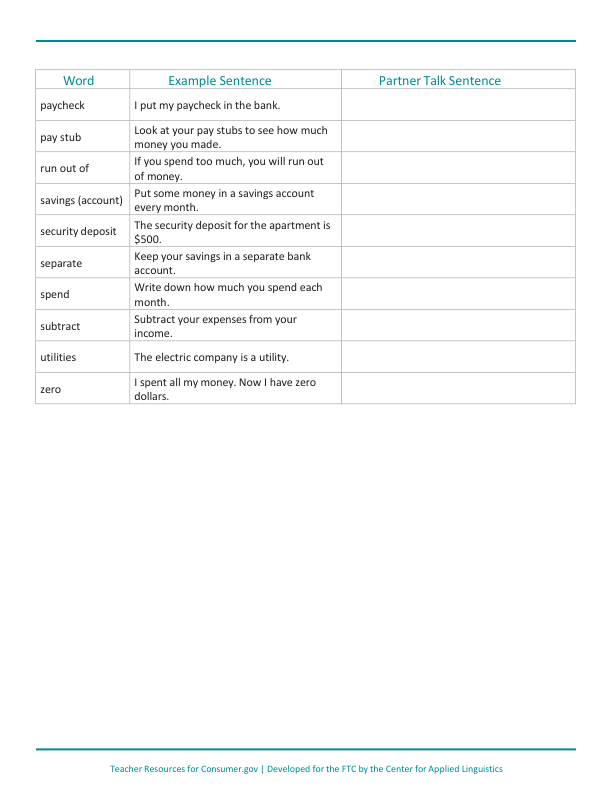 Word Example Sentence Partner Talk Sentence
paycheck I put my paycheck in the bank.
pay stub Look at your pay stubs to see how much
money you made.
run out of If you spend too much, you will run out
of money.
savings (account) Put some money in a savings account
every month.
security deposit The security deposit for the apartment is
$500.
separate Keep your savings in a separate bank
account.
spend Write down how much you spend each
month.
subtract Subtract your expenses from your
income.
utilities The electric company is a utility.
zero I spent all my money. Now I have zero
dollars.
Teacher Resources for Consumer.gov | Developed for the FTC by the Center for Applied Linguistics